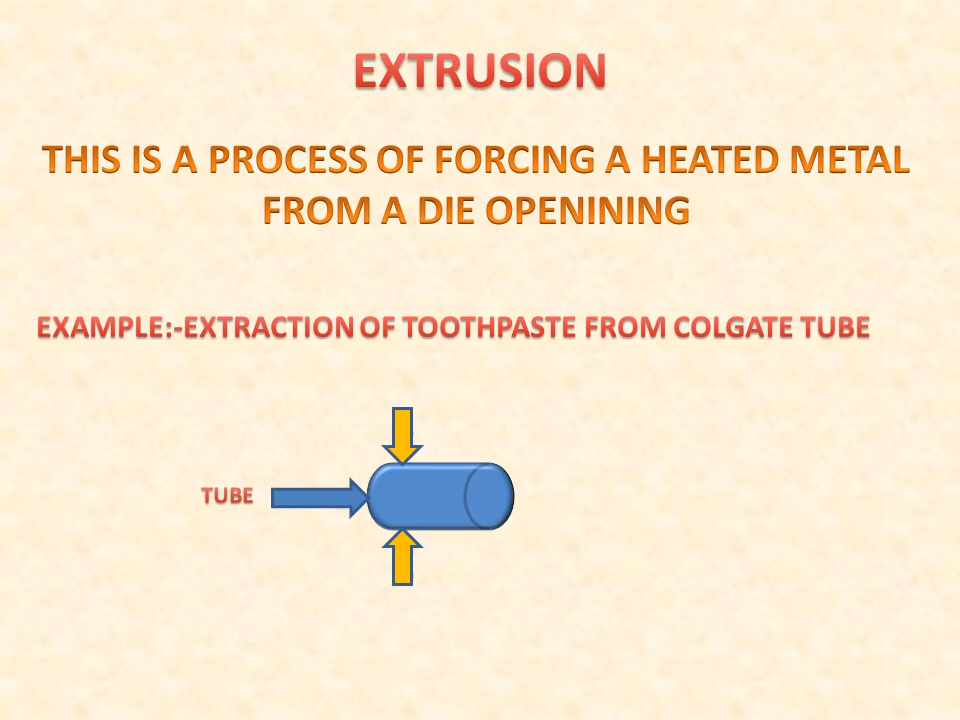 EXTRUSION
THIS IS A PROCESS OF FORCING A HEATED METAL
FROM A DIE OPENINING
EXAMPLE:-EXTRACTION OF TOOTHPASTE FROM COLGATE TUBE
TUBE